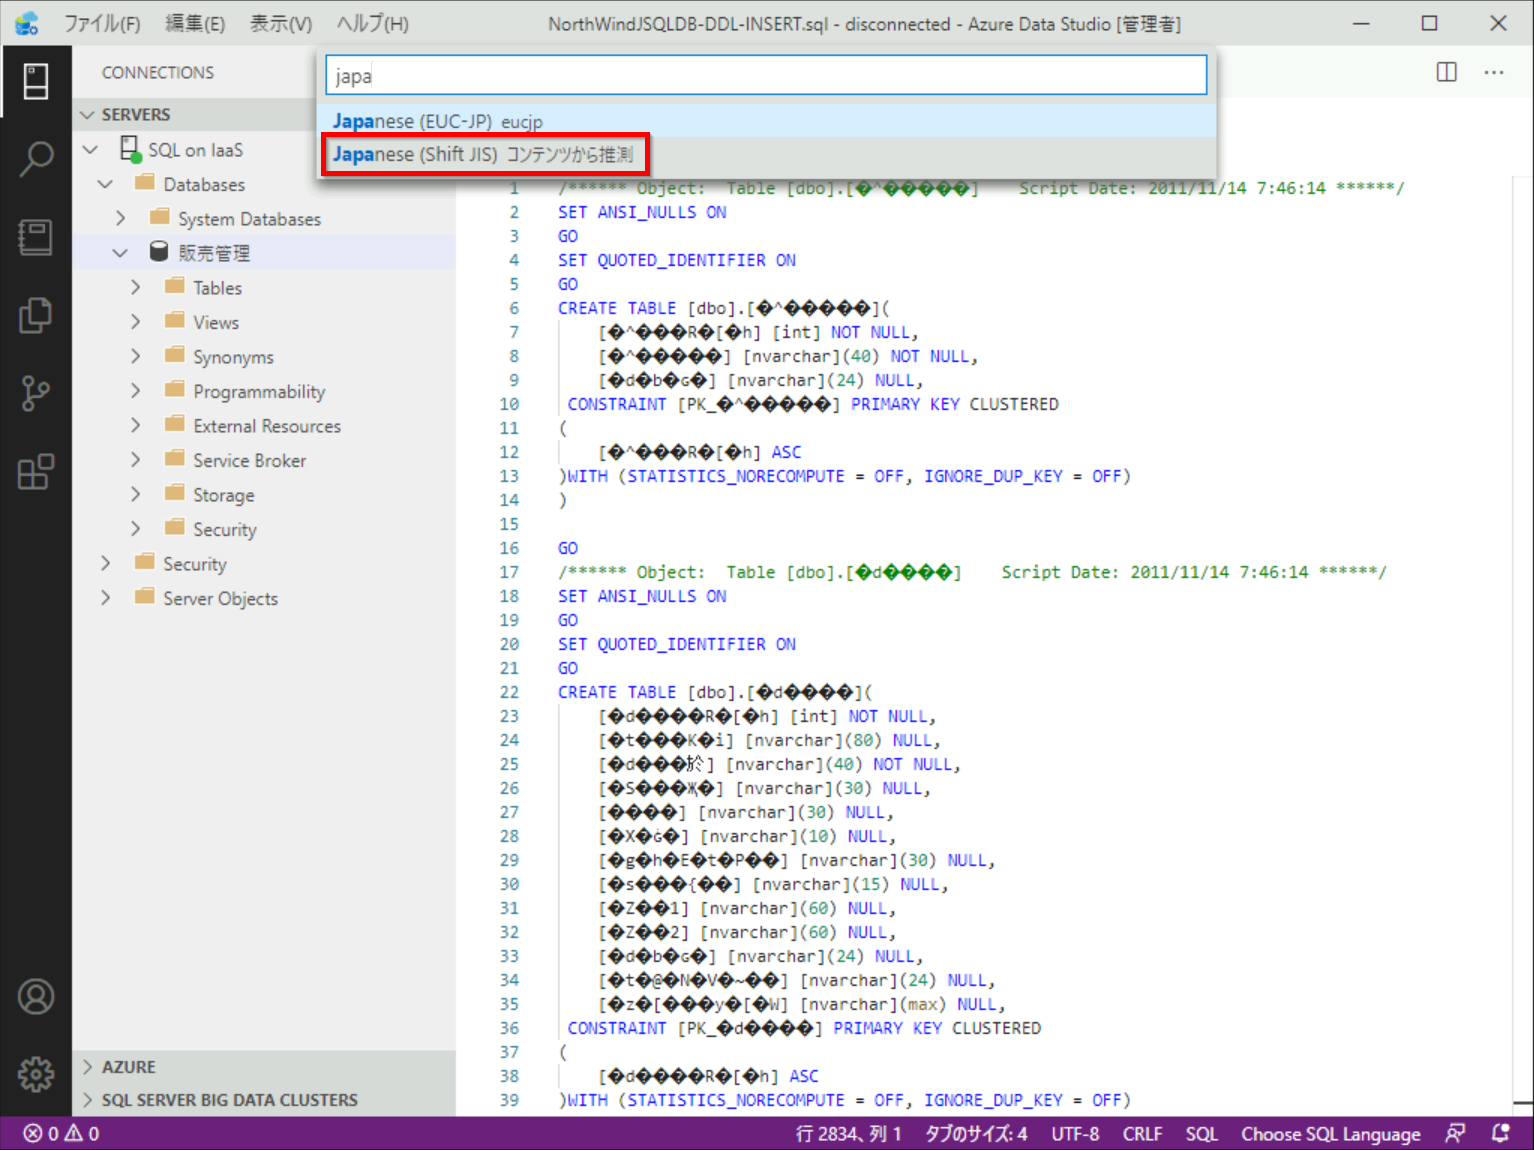 ファイル(F) 編集(E) 表示(V) ヘルプ(H) NorthWindJSQLDB-DDL-INSERT.sql - disconnected - Azure Data Studio [管理者]
CONNECTIONS
SERVERS
SQL on IaaS
Databases
System Databases
販売管理
Tables
Views
Synonyms
Programmability
External Resources
Service Broker
Storage
Security
Security
Server Objects
AZURE
SQL SERVER BIG DATA CLUSTERS
japa
Japanese (EUC-JP) eucjp
Japanese (Shift JIS) コンテンツから推測
1 /****** Object:  Table [dbo].[�^�����]    Script Date: 2011/11/14 7:46:14 ******/
2 SET ANSI_NULLS ON
3 GO
4 SET QUOTED_IDENTIFIER ON
5 GO
6 CREATE TABLE [dbo].[�^�����](
7 [�^���R�[�h] [int] NOT NULL,
8 [�^�����] [nvarchar](40) NOT NULL,
9 [�d�b�ԍ�] [nvarchar](24) NULL,
10 CONSTRAINT [PK_�^�����] PRIMARY KEY CLUSTERED
11 (
12 [�^���R�[�h] ASC
13 )WITH (STATISTICS_NORECOMPUTE = OFF, IGNORE_DUP_KEY = OFF)
14 )
15
16 GO
17 /****** Object:  Table [dbo].[�d����]    Script Date: 2011/11/14 7:46:14 ******/
18 SET ANSI_NULLS ON
19 GO
20 SET QUOTED_IDENTIFIER ON
21 GO
22 CREATE TABLE [dbo].[�d����](
23 [�d����R�[�h] [int] NOT NULL,
24 [�t���K�i] [nvarchar](80) NULL,
25 [�d���於] [nvarchar](40) NOT NULL,
26 [�S���Җ�] [nvarchar](30) NULL,
27 [����] [nvarchar](30) NULL,
28 [�X�֔�] [nvarchar](10) NULL,
29 [�g�h�E�t�P��] [nvarchar](30) NULL,
30 [�s���{��] [nvarchar](15) NULL,
31 [�Z��1] [nvarchar](60) NULL,
32 [�Z��2] [nvarchar](60) NULL,
33 [�d�b�ԍ�] [nvarchar](24) NULL,
34 [�t�@�N�V�~��] [nvarchar](24) NULL,
35 [�z�[���y�[�W] [nvarchar](max) NULL,
36 CONSTRAINT [PK_�d����] PRIMARY KEY CLUSTERED
37 (
38 [�d����R�[�h] ASC
39 )WITH (STATISTICS_NORECOMPUTE = OFF, IGNORE_DUP_KEY = OFF)
0 0 行 2834、列 1 タブのサイズ: 4 UTF-8 CRLF SQL Choose SQL Language